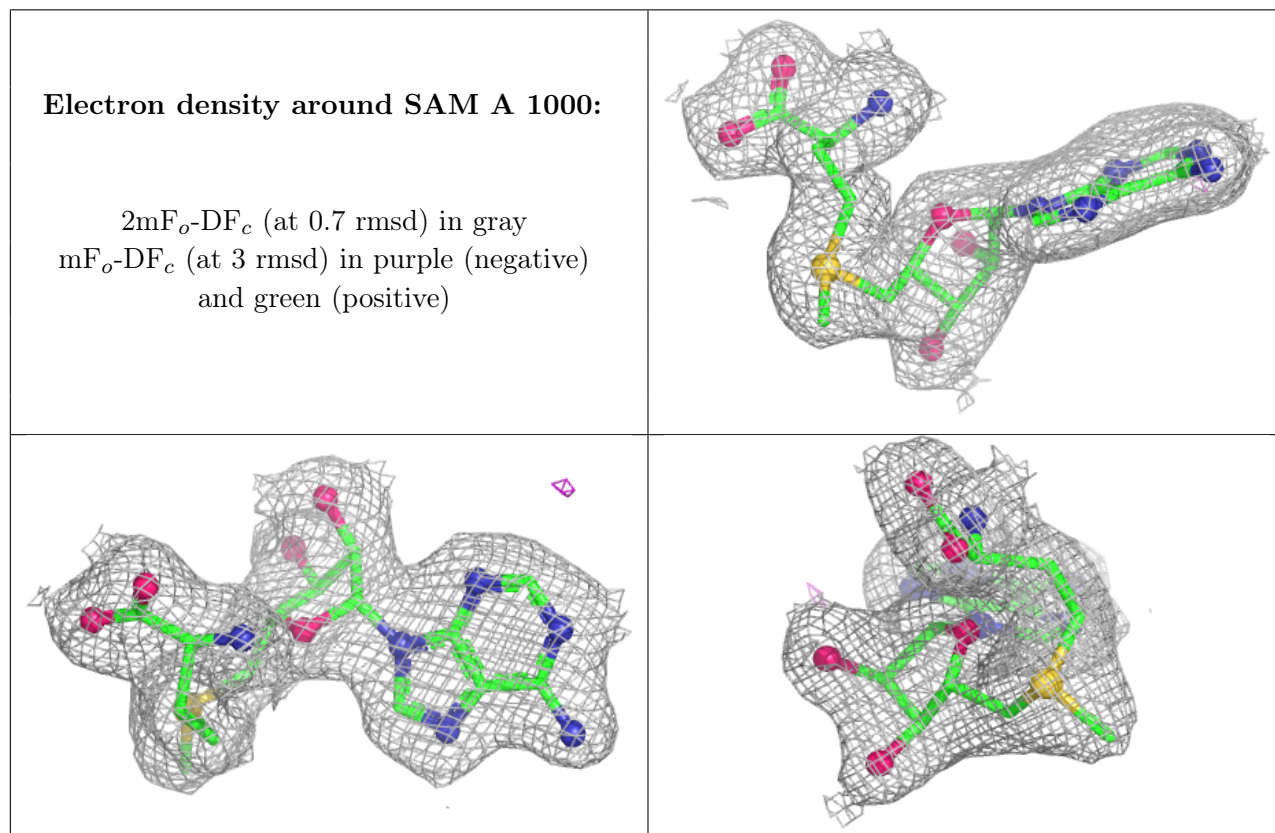 Electron density around SAM A 1000:
2mFo-DFc (at 0.7 rmsd) in gray
mFo-DFc (at 3 rmsd) in purple (negative)
and green (positive)